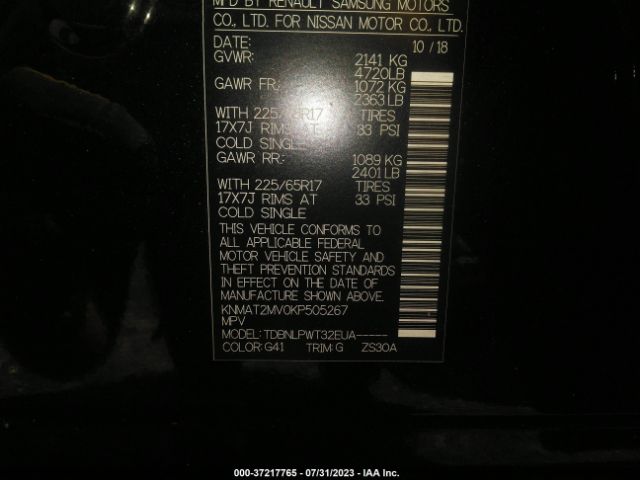 MFD BY RENAULT SAMSUNG MOTORS
CO., LTD. FOR NISSAN MOTOR CO., LTD.
DATE: 10 / 18
GVWR: 2141 KG
4720LB
GAWR FR: 1072 KG
2363 LB
WITH 225/65R17 TIRES
17X7J RIMS AT 33 PSI
COLD SINGLE
GAWR RR.: 1089 KG
2401 LB
WITH 225/65R17 TIRES
17X7J RIMS AT 33 PSI
COLD SINGLE
THIS VEHICLE CONFORMS TO
ALL APPLICABLE FEDERAL
MOTOR VEHICLE SAFETY AND
THEFT PREVENTION STANDARDS
IN EFFECT ON THE DATE OF
MANUFACTURE SHOWN ABOVE.
KNMAT2MV0KP505267
MPV
MODEL: TDBNLPWT32EUA-----
COLOR: G41 TRIM: G ZS30A
000-37217765 - 07/31/2023 - IAA Inc.